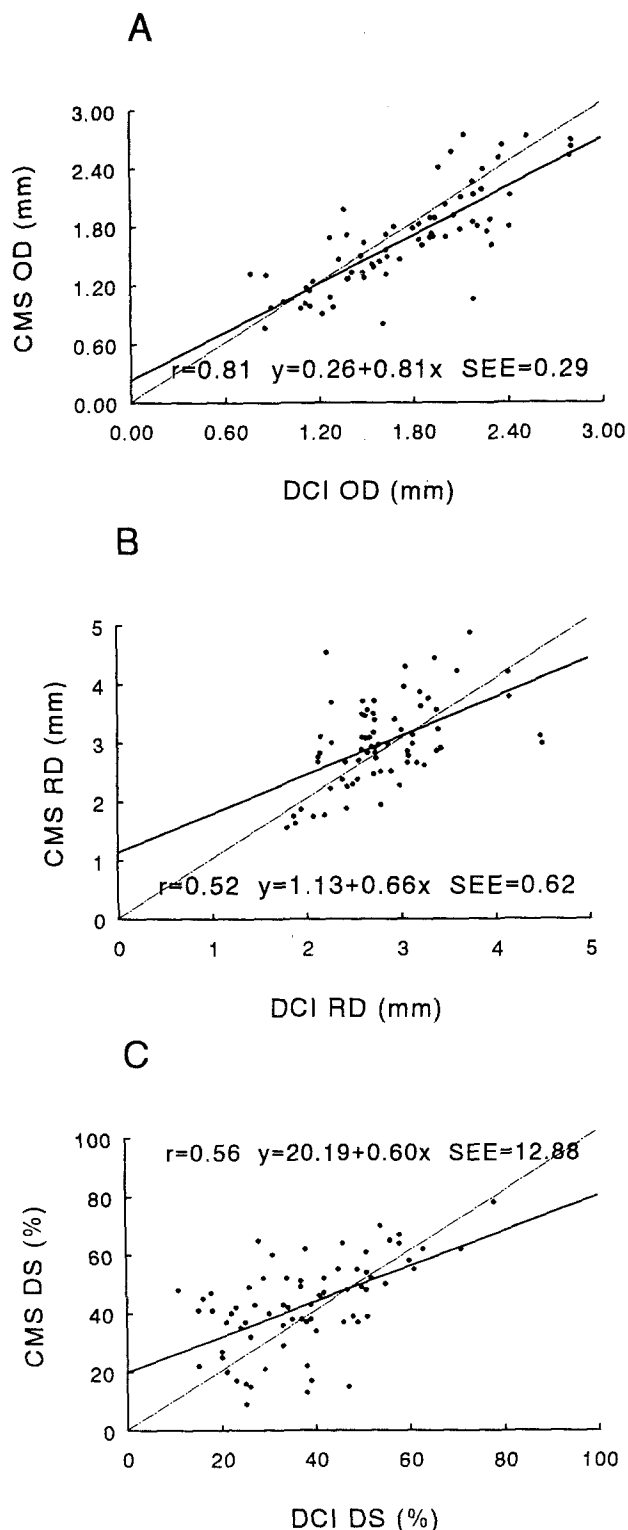 A
3.00
2.40
1.80
1.20
0.60
0.00
CMS OD (mm)
r=0.81 y=0.26+0.81x SEE=0.29
0.00 0.60 1.20 1.80 2.40 3.00
DCI OD (mm)
B
5
4
3
2
1
0
CMS RD (mm)
r=0.52 y=1.13+0.66x SEE=0.62
0 1 2 3 4 5
DCI RD (mm)
C
100
80
60
40
20
0
CMS DS (%)
r=0.56 y=20.19+0.60x SEE=12.88
0 20 40 60 80 100
DCI DS (%)